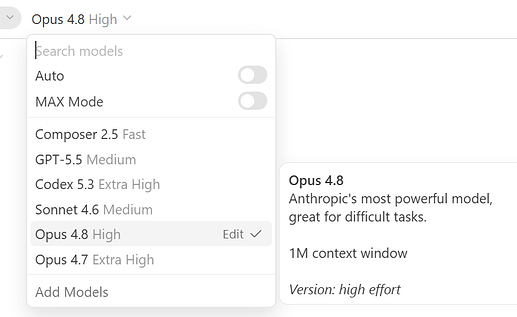 Opus 4.8 High
Search models
Auto
MAX Mode
Composer 2.5 Fast
GPT-5.5 Medium
Codex 5.3 Extra High
Sonnet 4.6 Medium
Opus 4.8 High Edit
Opus 4.7 Extra High
Add Models
Opus 4.8
Anthropic's most powerful model,
great for difficult tasks.
1M context window
Version: high effort